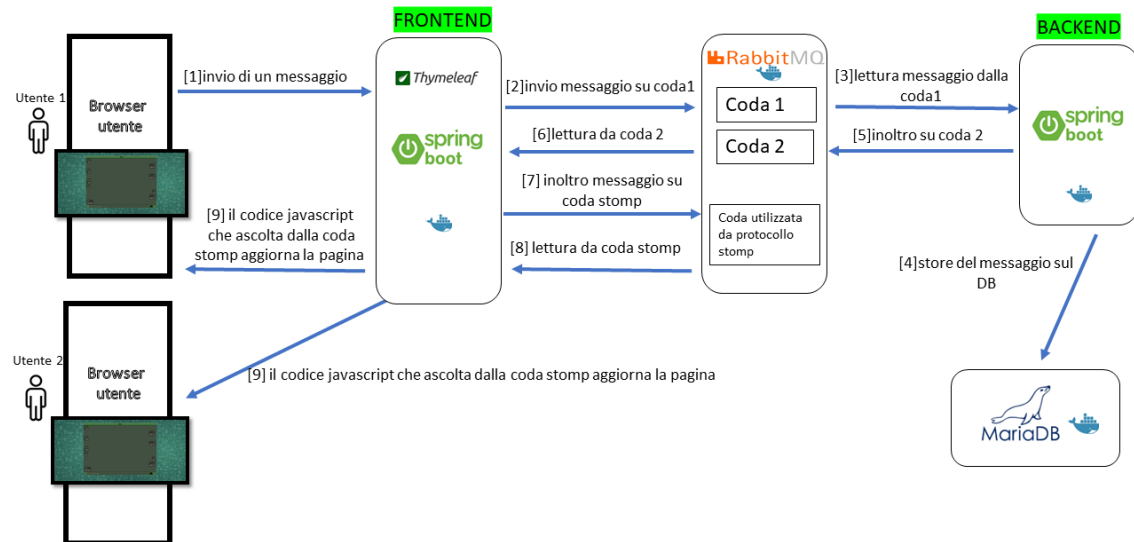 FRONTEND
BACKEND
Utente 1
Browser
utente
[1]invio di un messaggio
Thymeleaf
spring
boot
[2]invio messaggio su coda1
[6]lettura da coda 2
[7] inoltro messaggio su
coda stomp
[8] lettura da coda stomp
RabbitMQ
Coda 1
Coda 2
Coda utilizzata
da protocollo
stomp
[3]lettura messaggio dalla
coda1
[5]inoltro su coda 2
spring
boot
[9] il codice javascript
che ascolta dalla coda
stomp aggiorna la pagina
[4]store del messaggio sul
DB
Utente 2
Browser
utente
[9] il codice javascript che ascolta dalla coda stomp aggiorna la pagina
MariaDB